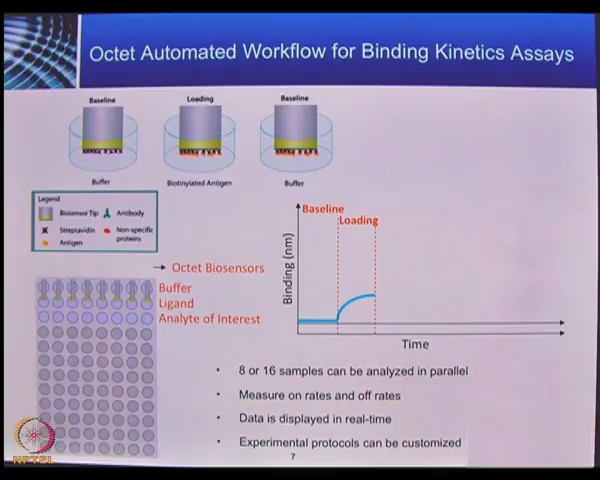 Octet Automated Workflow for Binding Kinetics Assays
Baseline
Loading
Baseline
Buffer
Biotinylated Antigen
Buffer
Legend
Biosensor Tip
Antibody
Streptavidin
Non-specific proteins
Antigen
Octet Biosensors
Buffer
Ligand
Analyte of Interest
Baseline
Loading
Binding (nm)
Time
• 8 or 16 samples can be analyzed in parallel
• Measure on rates and off rates
• Data is displayed in real-time
• Experimental protocols can be customized
7
NPTEL